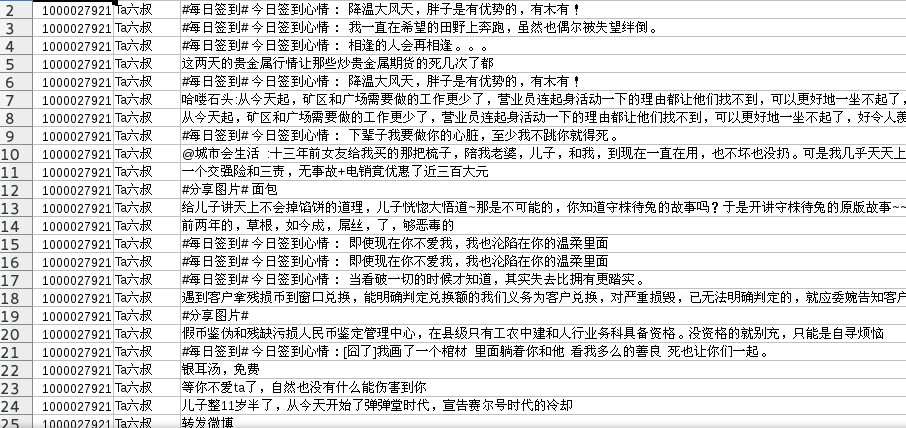 2 1000027921 Ta六叔 #每日签到# 今日签到心情： 降温大风天，胖子是有优势的，有木有！
3 1000027921 Ta六叔 #每日签到# 今日签到心情： 我一直在希望的田野上奔跑，虽然也偶尔被失望绊倒。
4 1000027921 Ta六叔 #每日签到# 今日签到心情： 相逢的人会再相逢。。。
5 1000027921 Ta六叔 这两天的贵金属行情让那些炒贵金属期货的死几次了都
6 1000027921 Ta六叔 #每日签到# 今日签到心情： 降温大风天，胖子是有优势的，有木有！
7 1000027921 Ta六叔 哈喽石头:从今天起，矿区和广场需要做的工作更少了，营业员连起身活动一下的理由都让他们找不到，可以更好地一坐不起了，
8 1000027921 Ta六叔 从今天起，矿区和广场需要做的工作更少了，营业员连起身活动一下的理由都让他们找不到，可以更好地一坐不起了，好令人羡
9 1000027921 Ta六叔 #每日签到# 今日签到心情： 下辈子我要做你的心脏，至少我不跳你就得死。
10 1000027921 Ta六叔 @城市会生活 :十三年前女友给我买的那把梳子，陪我老婆，儿子，和我，到现在一直在用，也不坏也没扔。可是我几乎天天上
11 1000027921 Ta六叔 一个交强险和三责，无事故+电销竟优惠了近三百大元
12 1000027921 Ta六叔 #分享图片# 面包
13 1000027921 Ta六叔 给儿子讲天上不会掉馅饼的道理，儿子恍惚大悟道~那是不可能的，你知道守株待兔的故事吗？于是开讲守株待兔的原版故事~~
14 1000027921 Ta六叔 前两年的，草根，如今成，屌丝，了，够恶毒的
15 1000027921 Ta六叔 #每日签到# 今日签到心情： 即使现在你不爱我，我也沦陷在你的温柔里面
16 1000027921 Ta六叔 #每日签到# 今日签到心情： 即使现在你不爱我，我也沦陷在你的温柔里面
17 1000027921 Ta六叔 #每日签到# 今日签到心情： 当看破一切的时候才知道，其实失去比拥有更踏实。
18 1000027921 Ta六叔 遇到客户拿残损币到窗口兑换，能明确判定兑换额的我们义务为客户兑换，对严重损毁，已无法明确判定的，就应委婉告知客户
19 1000027921 Ta六叔 #分享图片#
20 1000027921 Ta六叔 假币鉴伪和残缺污损人民币鉴定管理中心，在县级只有工农中建和人行业务科具备资格。没资格的就别充，只能是自寻烦恼
21 1000027921 Ta六叔 #每日签到# 今日签到心情：[囧了]我画了一个棺材 里面躺着你和他 看我多么的善良 死也让你们一起。
22 1000027921 Ta六叔 银耳汤，免费
23 1000027921 Ta六叔 等你不爱ta了，自然也没有什么能伤害到你
24 1000027921 Ta六叔 儿子整11岁半了，从今天开始了弹弹堂时代，宣告赛尔号时代的冷却
25 1000027921 Ta六叔 转发微博